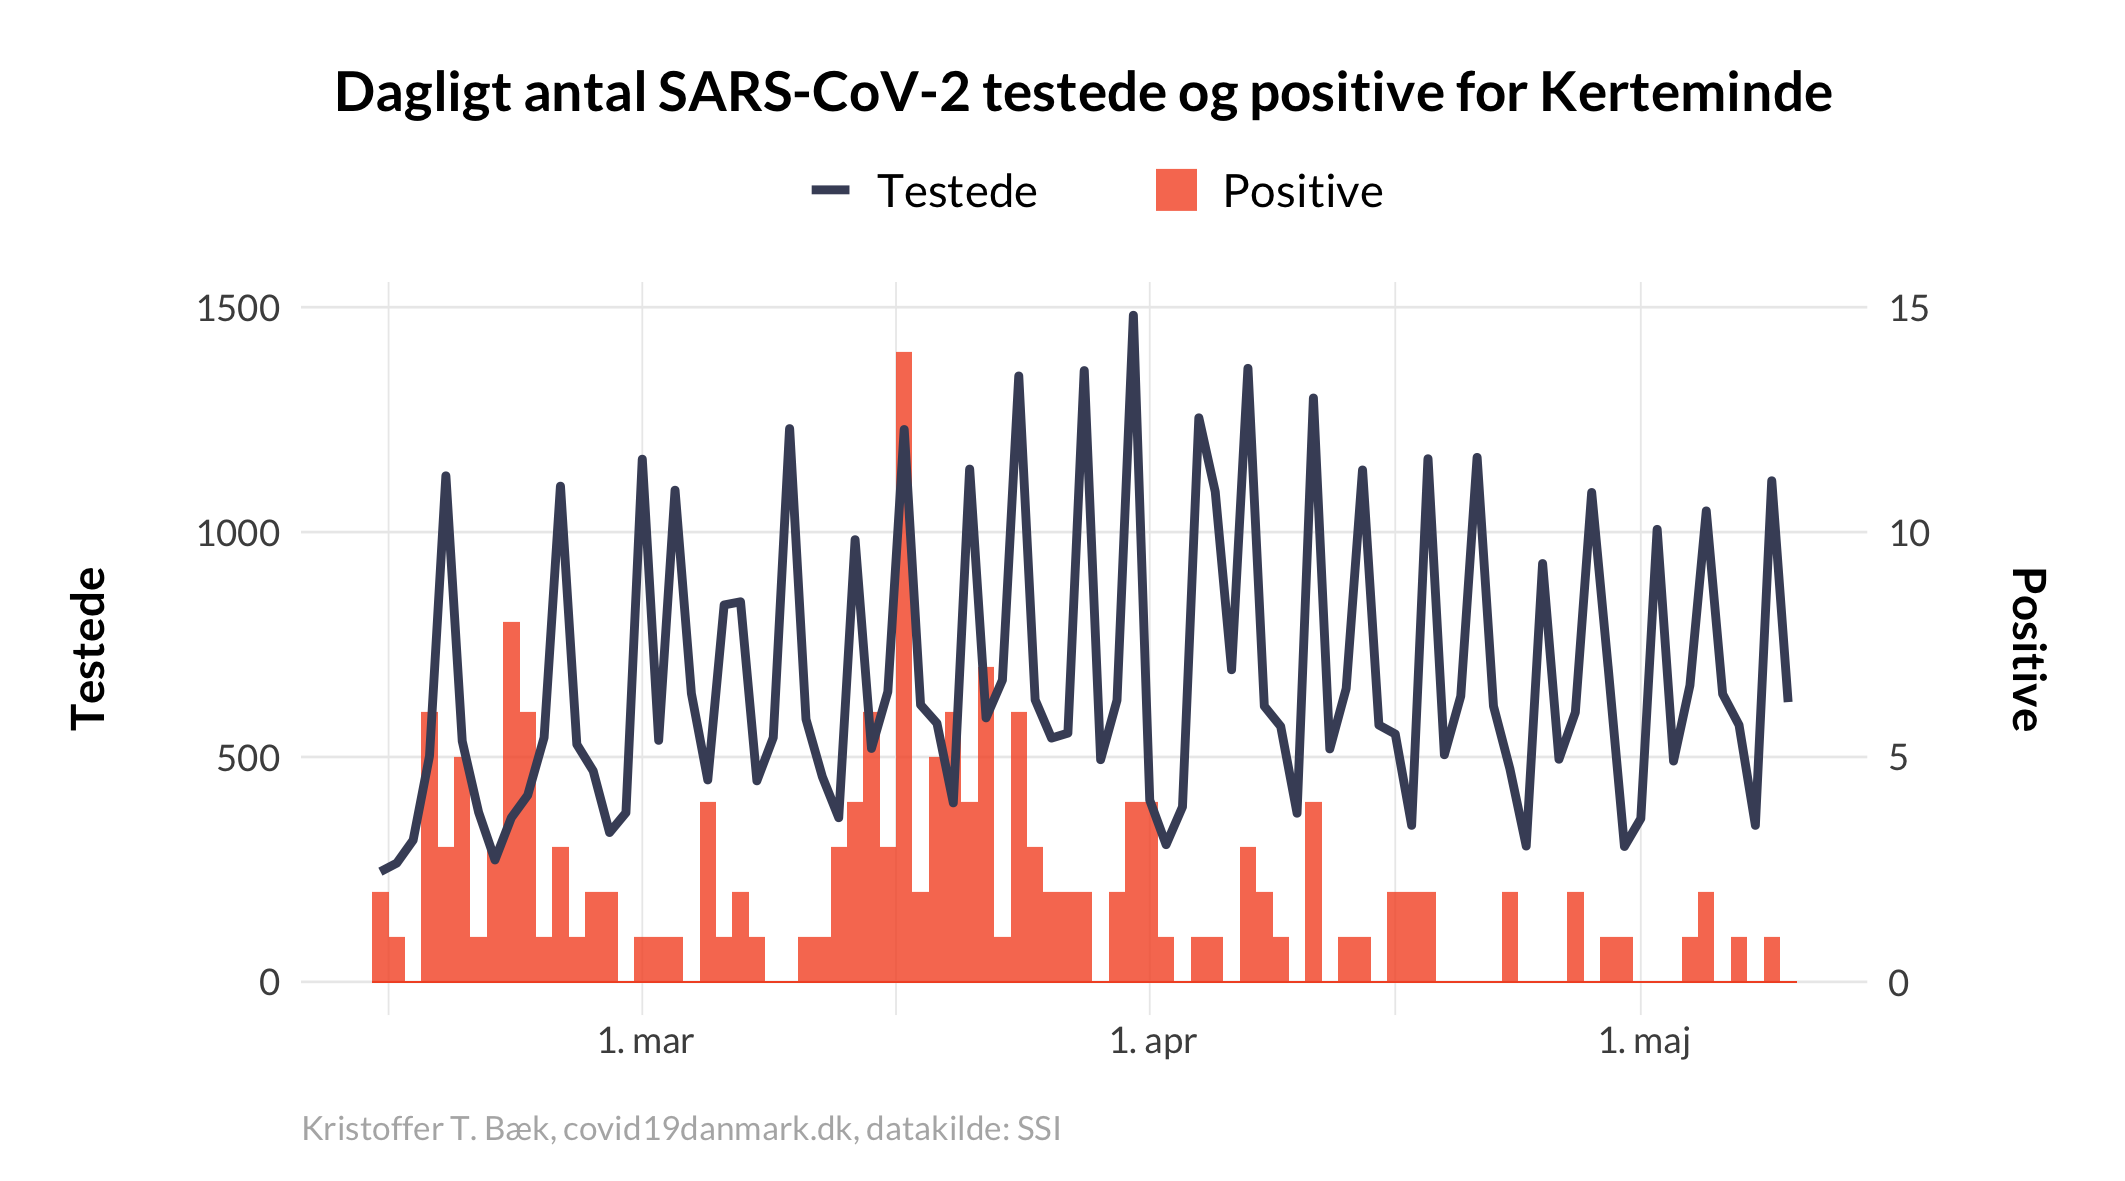 Dagligt antal SARS-CoV-2 testede og positive for Kerteminde
Testede
Positive
1500
1000
500
0
15
10
5
0
Testede
Positive
1. mar
1. apr
1. maj
Kristoffer T. Bæk, covid19danmark.dk, datakilde: SSI